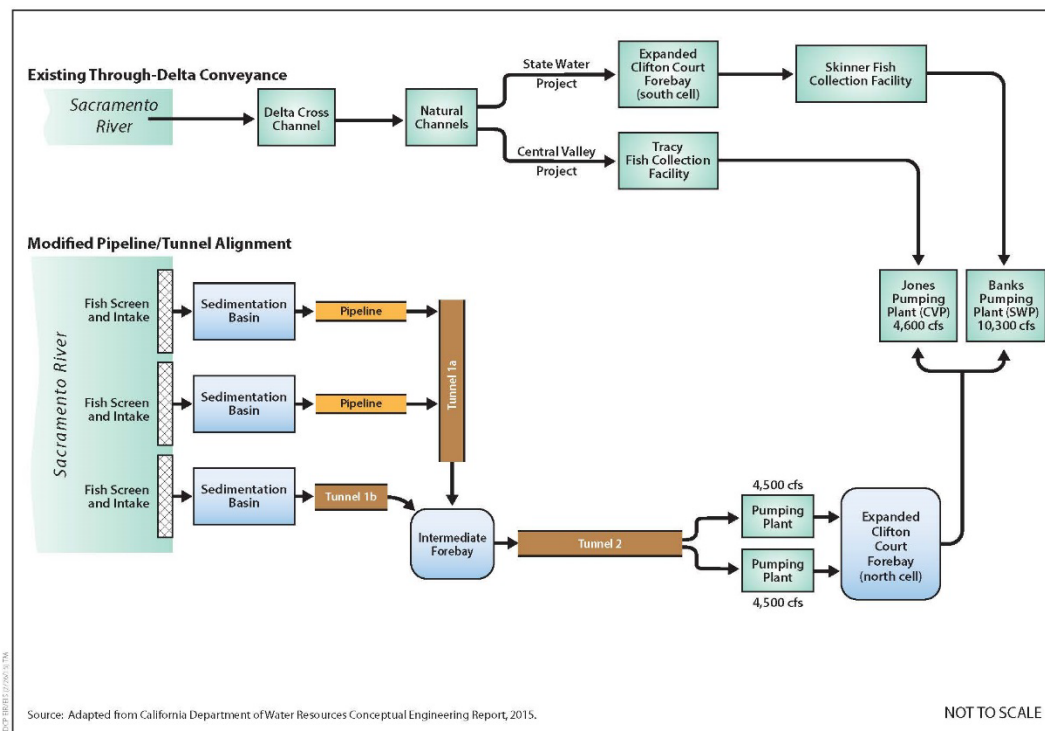 Existing Through-Delta Conveyance
Sacramento
River
Delta Cross
Channel
Natural
Channels
State Water
Project
Expanded
Clifton Court
Forebay
(south cell)
Skinner Fish
Collection Facility
Central Valley
Project
Tracy
Fish Collection
Facility
Modified Pipeline/Tunnel Alignment
Sacramento River
Fish Screen
and Intake
Sedimentation
Basin
Pipeline
Tunnel 1a
Fish Screen
and Intake
Sedimentation
Basin
Pipeline
Fish Screen
and Intake
Sedimentation
Basin
Tunnel 1b
Intermediate
Forebay
Tunnel 2
4,500 cfs
Pumping
Plant
Pumping
Plant
4,500 cfs
Expanded
Clifton
Court
Forebay
(north cell)
Jones
Pumping
Plant (CVP)
4,600 cfs
Banks
Pumping
Plant (SWP)
10,300 cfs
Source: Adapted from California Department of Water Resources Conceptual Engineering Report, 2015.
NOT TO SCALE